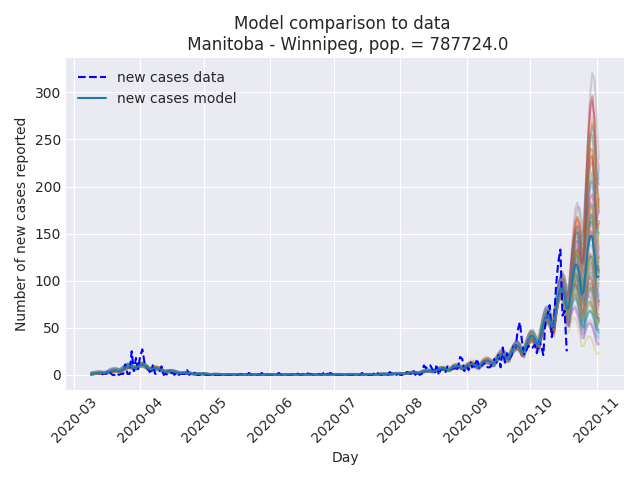 Model comparison to data
Manitoba - Winnipeg, pop. = 787724.0
new cases data
new cases model
Number of new cases reported
300
250
200
150
100
50
0
2020-03
2020-04
2020-05
2020-06
2020-07
2020-08
2020-09
2020-10
2020-11
Day